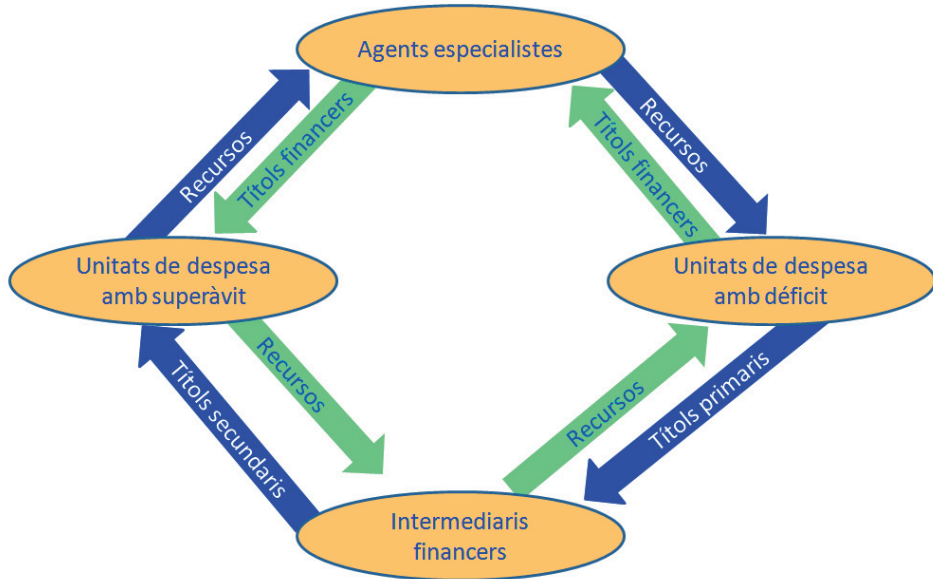 Agents especialistes
Recursos
Títols financers
Títols financers
Recursos
Unitats de despesa
amb superàvit
Unitats de despesa
amb déficit
Títols secundaris
Recursos
Recursos
Títols primaris
Intermediaris
financers